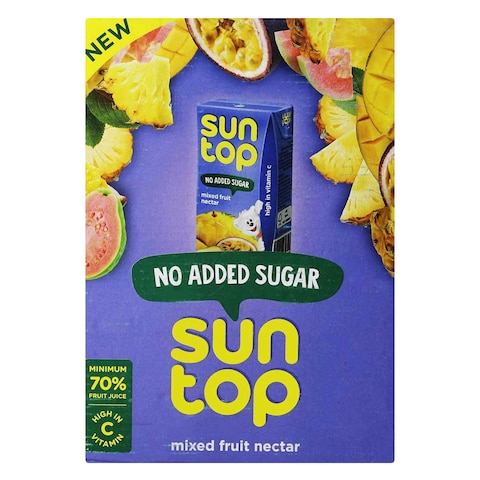 NEW
sun
top
NO ADDED SUGAR
mixed fruit
nectar
high in vitamin c
NO ADDED SUGAR
sun
top
MINIMUM
70%
FRUIT JUICE
HIGH IN
C
VITAMIN
mixed fruit nectar